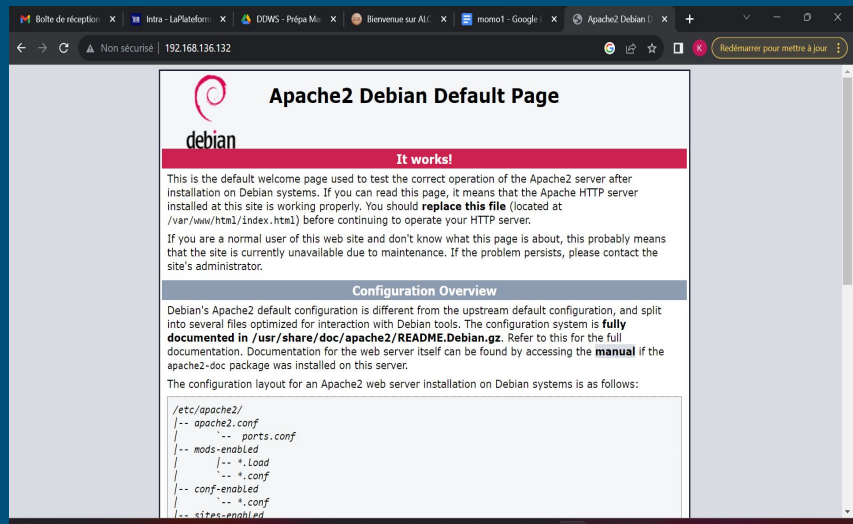 Boîte de réception
Intra - LaPlateform
DDWS - Prépa Ma
Bienvenue sur ALC
momo1 - Google
Apache2 Debian D
Non sécurisé
192.168.136.132
K
Redémarrer pour mettre à jour
Apache2 Debian Default Page
debian
It works!
This is the default welcome page used to test the correct operation of the Apache2 server after
installation on Debian systems. If you can read this page, it means that the Apache HTTP server
installed at this site is working properly. You should replace this file (located at
/var/www/html/index.html) before continuing to operate your HTTP server.
If you are a normal user of this web site and don't know what this page is about, this probably means
that the site is currently unavailable due to maintenance. If the problem persists, please contact the
site's administrator.
Configuration Overview
Debian's Apache2 default configuration is different from the upstream default configuration, and split
into several files optimized for interaction with Debian tools. The configuration system is fully
documented in /usr/share/doc/apache2/README.Debian.gz. Refer to this for the full
documentation. Documentation for the web server itself can be found by accessing the manual if the
apache2-doc package was installed on this server.
The configuration layout for an Apache2 web server installation on Debian systems is as follows:
/etc/apache2/
|-- apache2.conf
|       `--  ports.conf
|-- mods-enabled
|       |-- *.load
|       `-- *.conf
|-- conf-enabled
|       `-- *.conf
|-- sites-enabled